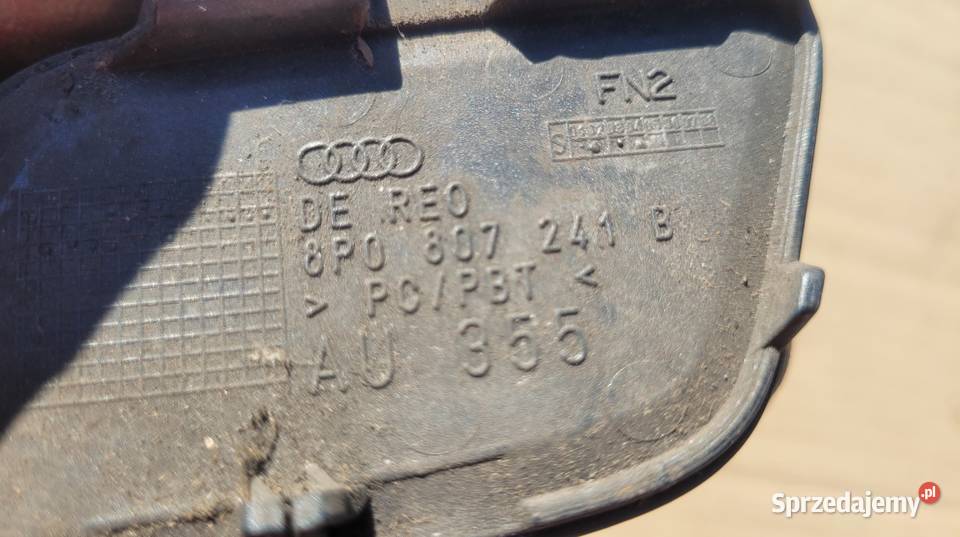 FN2
DE REO
8P0 807 241 B
> PC/PBT <
AU 355
Sprzedajemy.pl